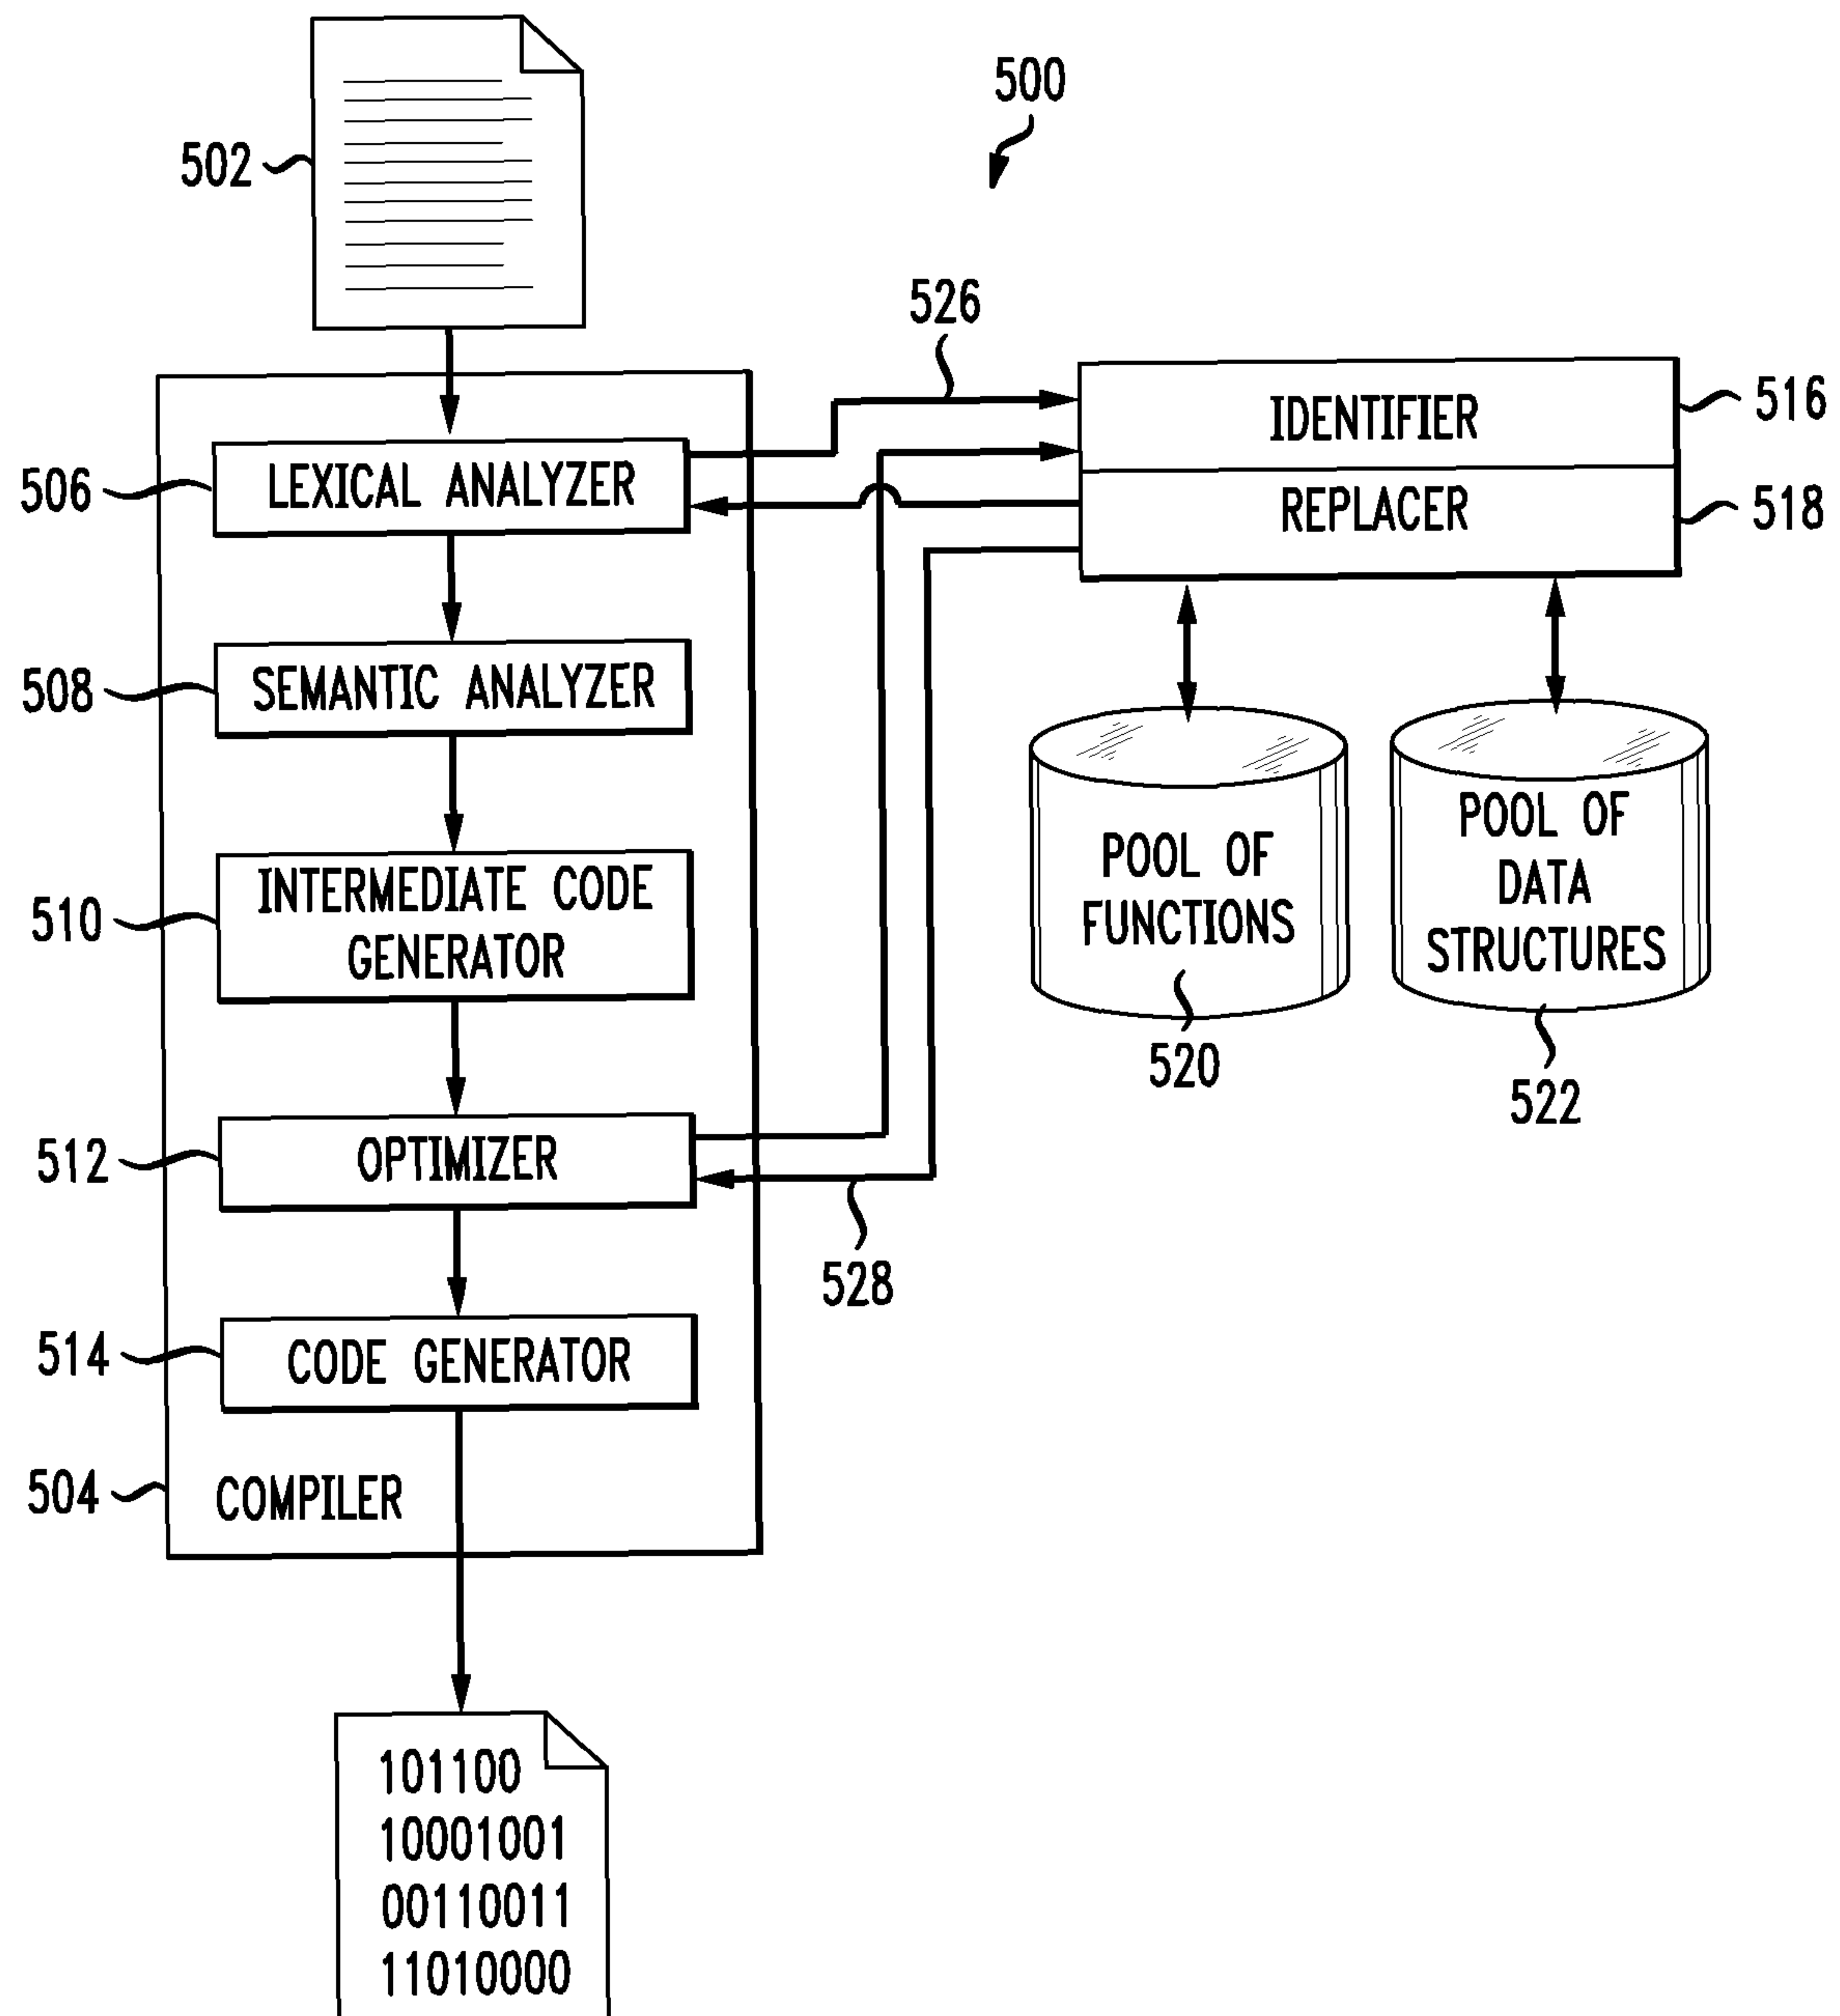 500
502
526
IDENTIFIER
516
REPLACER
518
506
LEXICAL ANALYZER
508
SEMANTIC ANALYZER
510
INTERMEDIATE CODE
GENERATOR
POOL OF
FUNCTIONS
520
POOL OF
DATA
STRUCTURES
522
512
OPTIMIZER
528
514
CODE GENERATOR
504
COMPILER
101100
10001001
00110011
11010000